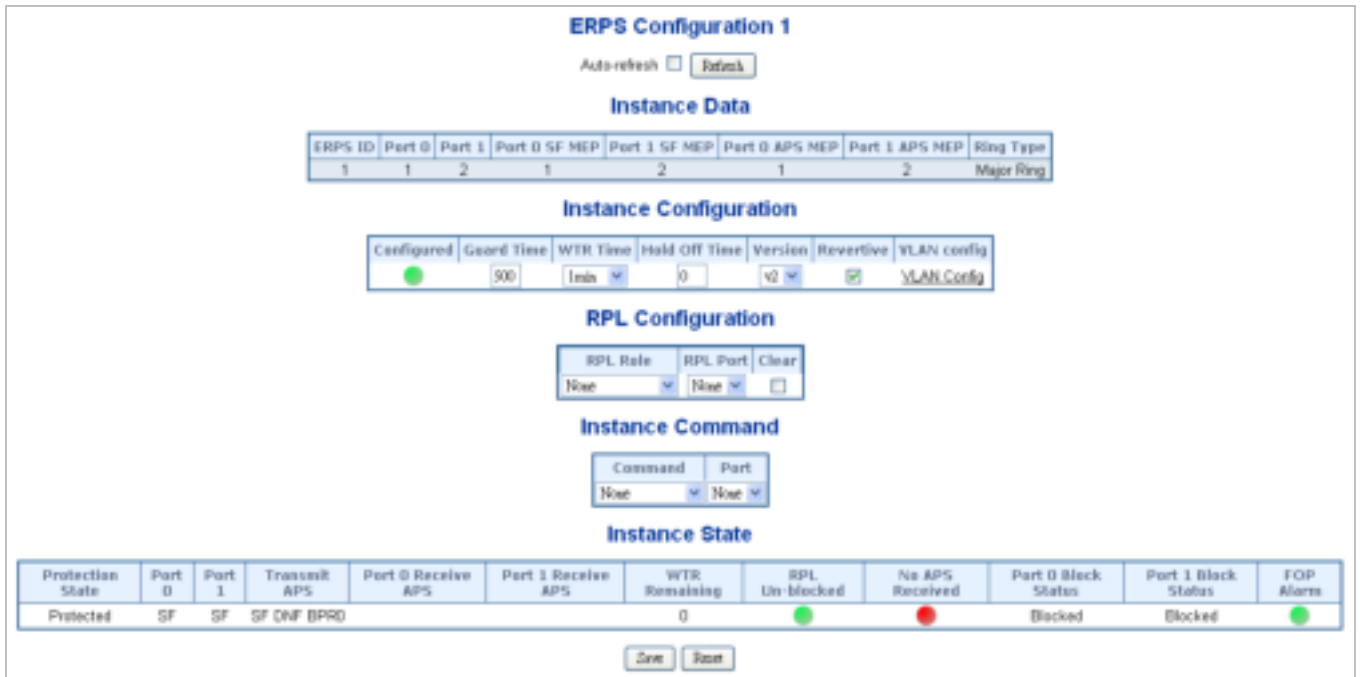 ERPS Configuration 1
Auto-refresh Refresh
Instance Data
ERPS ID Port 0 Port 1 Port 0 SF MEP Port 1 SF MEP Port 0 APS MEP Port 1 APS MEP Ring Type
1 1 2 1 2 1 2 Major Ring
Instance Configuration
Configured Guard Time WTR Time Hold Off Time Version Revertive VLAN config
500 1min 0 v2 VLAN Config
RPL Configuration
RPL Role RPL Port Clear
None None
Instance Command
Command Port
None None
Instance State
Protection State Port 0 Port 1 Transmit APS Port 0 Receive APS Port 1 Receive APS WTR Remaining RPL Un-blocked No APS Received Port 0 Block Status Port 1 Block Status FOP Alarm
Protected SF SF SF DNF BPR0 0 Blocked Blocked
Save Reset